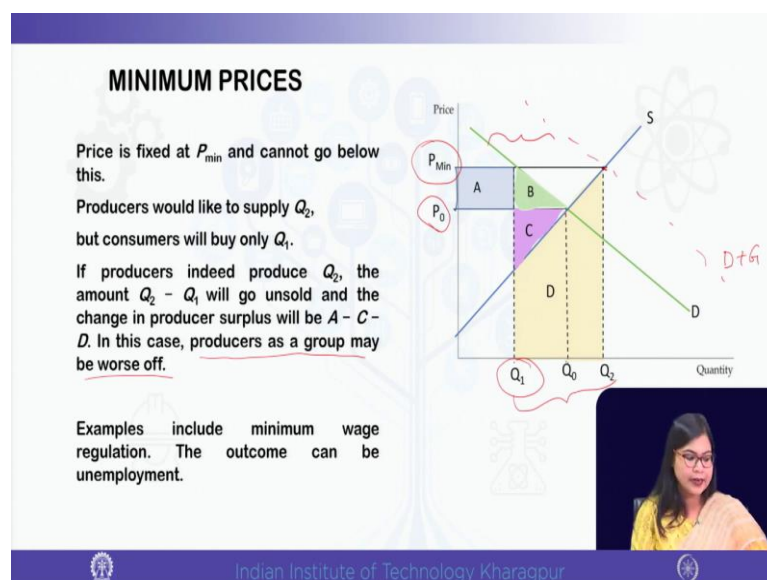 MINIMUM PRICES
Price is fixed at Pmin and cannot go below
this.
Producers would like to supply Q2,
but consumers will buy only Q1.
If producers indeed produce Q2, the
amount Q2 – Q1 will go unsold and the
change in producer surplus will be A – C –
D. In this case, producers as a group may
be worse off.
Examples include minimum wage
regulation. The outcome can be
unemployment.
Price
S
PMin
A
B
P0
C
D+G
D
D
Q1
Q0
Q2
Quantity
Indian Institute of Technology Kharagpur